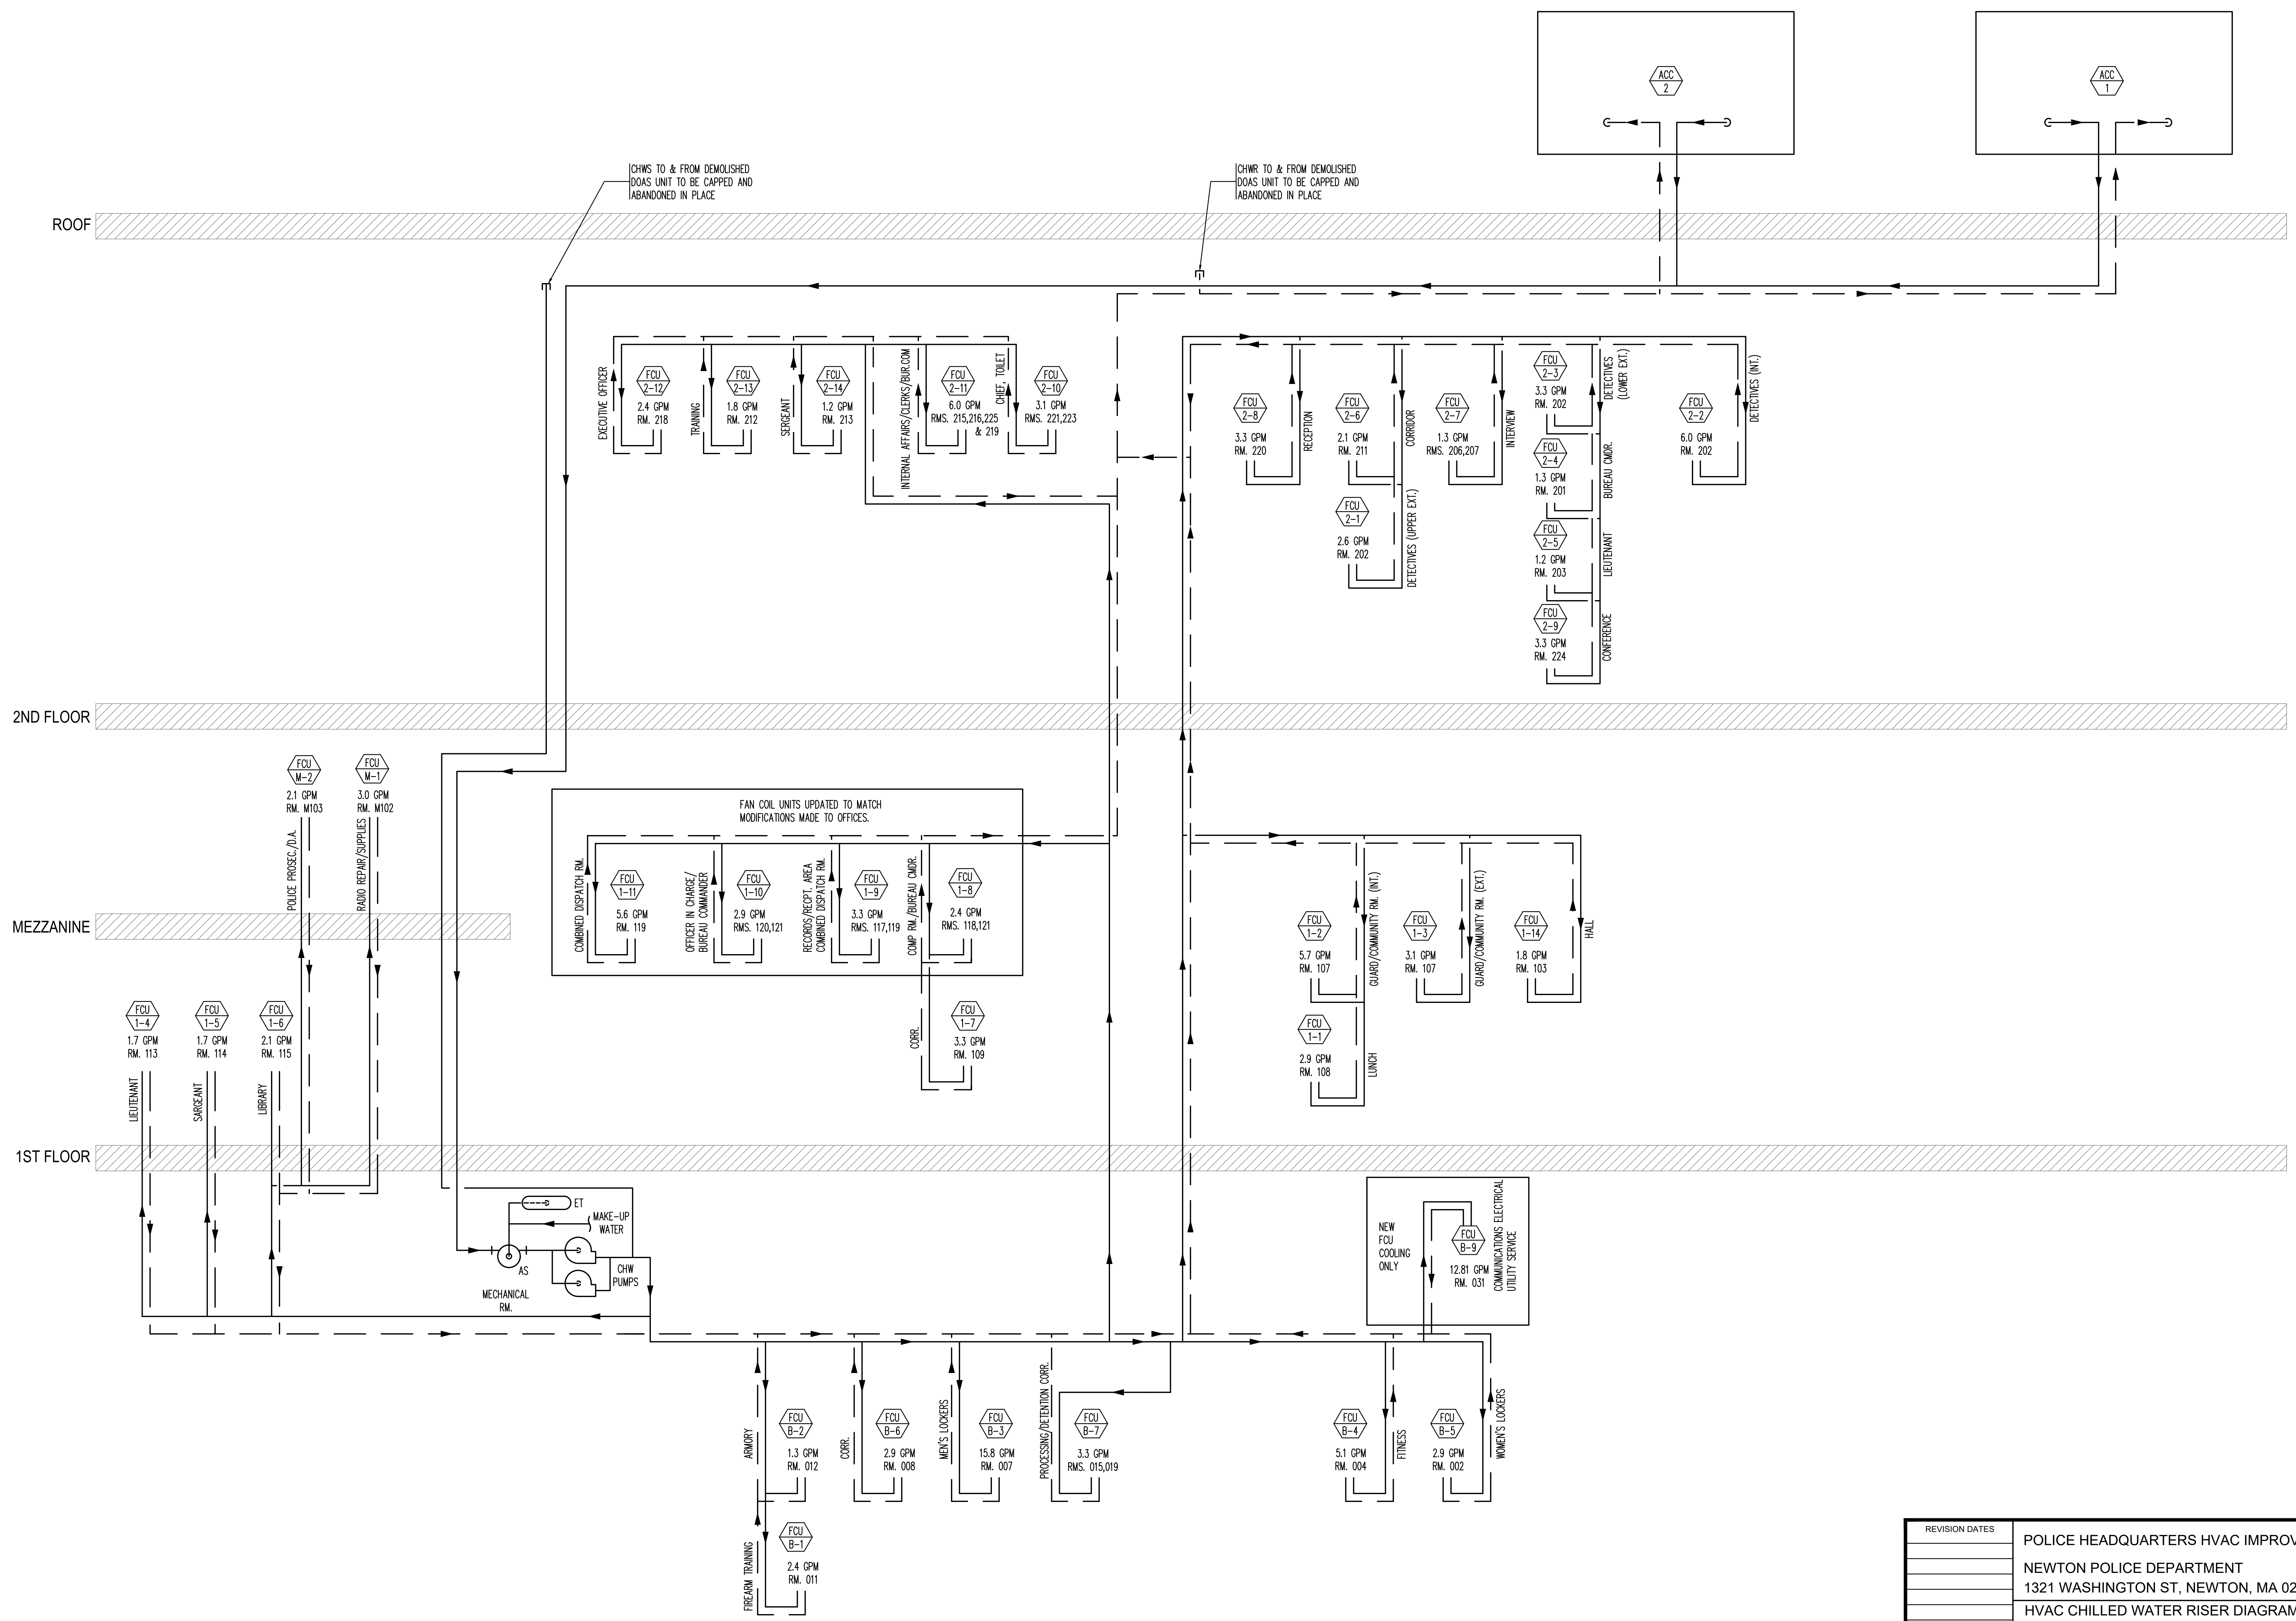 ACC
2
ACC
1
CHWS TO & FROM DEMOLISHED
DOAS UNIT TO BE CAPPED AND
ABANDONED IN PLACE
CHWR TO & FROM DEMOLISHED
DOAS UNIT TO BE CAPPED AND
ABANDONED IN PLACE
ROOF
EXECUTIVE OFFICER
FCU
2-12
2.4 GPM
RM. 218
TRAINING
FCU
2-13
1.8 GPM
RM. 212
SERGEANT
FCU
2-14
1.2 GPM
RM. 213
INTERNAL AFFAIRS/CLERKS/BUR.COM
FCU
2-11
6.0 GPM
RMS. 215,216,225
& 219
CHIEF, TOILET
FCU
2-10
3.1 GPM
RMS. 221,223
FCU
2-8
3.3 GPM
RM. 220
RECEPTION
FCU
2-6
2.1 GPM
RM. 211
CORRIDOR
FCU
2-1
2.6 GPM
RM. 202
DETECTIVES (UPPER EXT.)
FCU
2-7
1.3 GPM
RMS. 206,207
INTERVIEW
FCU
2-3
3.3 GPM
RM. 202
DETECTIVES
(LOWER EXT.)
FCU
2-4
1.3 GPM
RM. 201
BUREAU CMDR.
FCU
2-5
1.2 GPM
RM. 203
LIEUTENANT
FCU
2-9
3.3 GPM
RM. 224
CONFERENCE
FCU
2-2
6.0 GPM
RM. 202
DETECTIVES (INT.)
2ND FLOOR
FCU
M-2
2.1 GPM
RM. M103
POLICE PROSEC./D.A.
FCU
M-1
3.0 GPM
RM. M102
RADIO REPAIR/SUPPLIES
FAN COIL UNITS UPDATED TO MATCH
MODIFICATIONS MADE TO OFFICES.
COMBINED DISPATCH RM.
FCU
1-11
5.6 GPM
RM. 119
OFFICER IN CHARGE/
BUREAU COMMANDER
FCU
1-10
2.9 GPM
RMS. 120,121
RECORDS/RECPT. AREA
COMBINED DISPATCH RM.
FCU
1-9
3.3 GPM
RMS. 117,119
COMP RM./BUREAU CMDR.
FCU
1-8
2.4 GPM
RMS. 118,121
CORR.
FCU
1-7
3.3 GPM
RM. 109
FCU
1-2
5.7 GPM
RM. 107
GUARD/COMMUNITY RM. (INT.)
FCU
1-1
2.9 GPM
RM. 108
LUNCH
FCU
1-3
3.1 GPM
RM. 107
GUARD/COMMUNITY RM. (EXT.)
FCU
1-14
1.8 GPM
RM. 103
HALL
MEZZANINE
FCU
1-4
1.7 GPM
RM. 113
LIEUTENANT
FCU
1-5
1.7 GPM
RM. 114
SARGEANT
FCU
1-6
2.1 GPM
RM. 115
LIBRARY
1ST FLOOR
ET
MAKE-UP
WATER
AS
CHW
PUMPS
MECHANICAL
RM.
NEW
FCU
COOLING
ONLY
FCU
B-9
12.81 GPM
RM. 031
COMMUNICATIONS ELECTRICAL
UTILITY SERVICE
ARMORY
FCU
B-2
1.3 GPM
RM. 012
FIREARM TRAINING
FCU
B-1
2.4 GPM
RM. 011
CORR.
FCU
B-6
2.9 GPM
RM. 008
MEN'S LOCKERS
FCU
B-3
15.8 GPM
RM. 007
PROCESSING/DETENTION CORR.
FCU
B-7
3.3 GPM
RMS. 015,019
FCU
B-4
5.1 GPM
RM. 004
FITNESS
FCU
B-5
2.9 GPM
RM. 002
WOMEN'S LOCKERS
REVISION DATES
POLICE HEADQUARTERS HVAC IMPROV
NEWTON POLICE DEPARTMENT
1321 WASHINGTON ST, NEWTON, MA 02
HVAC CHILLED WATER RISER DIAGRAM